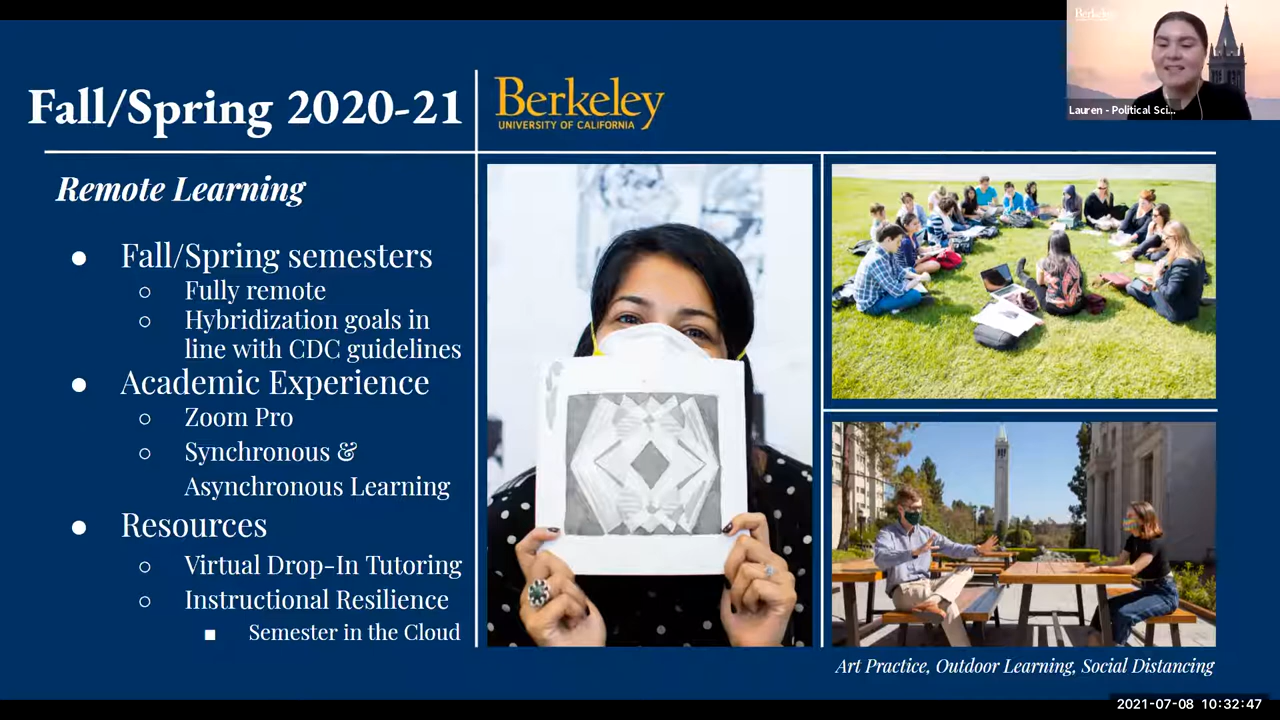 Fall/Spring 2020-21
Berkeley
UNIVERSITY OF CALIFORNIA
Berkeley
Lauren - Political Sci...
Remote Learning
● Fall/Spring semesters
○ Fully remote
○ Hybridization goals in
line with CDC guidelines
● Academic Experience
○ Zoom Pro
○ Synchronous &
Asynchronous Learning
● Resources
○ Virtual Drop-In Tutoring
○ Instructional Resilience
■ Semester in the Cloud
Art Practice, Outdoor Learning, Social Distancing
2021-07-08 10:32:47